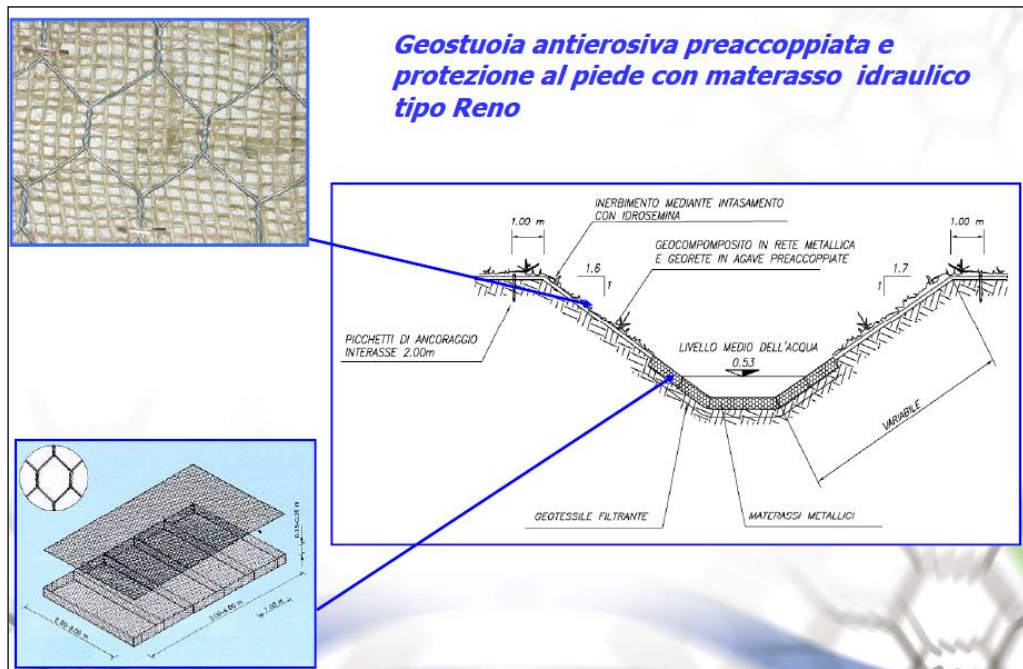 Geostuoia antierosiva preaccoppiata e
protezione al piede con materasso idraulico
tipo Reno
INERBIMENTO MEDIANTE INTASAMENTO
CON IDROSEMINA
1.00 m
1.00 m
GEOCOMPOMPOSITO IN RETE METALLICA
E GEORETE IN AGAVE PREACCOPPIATE
1.6
1
1.7
1
PICCHETTI DI ANCORAGGIO
INTERASSE 2.00m
LIVELLO MEDIO DELL'ACQUA
0.53
VARIABILE
GEOTESSILE FILTRANTE
MATERASSI METALLICI
1.00 m